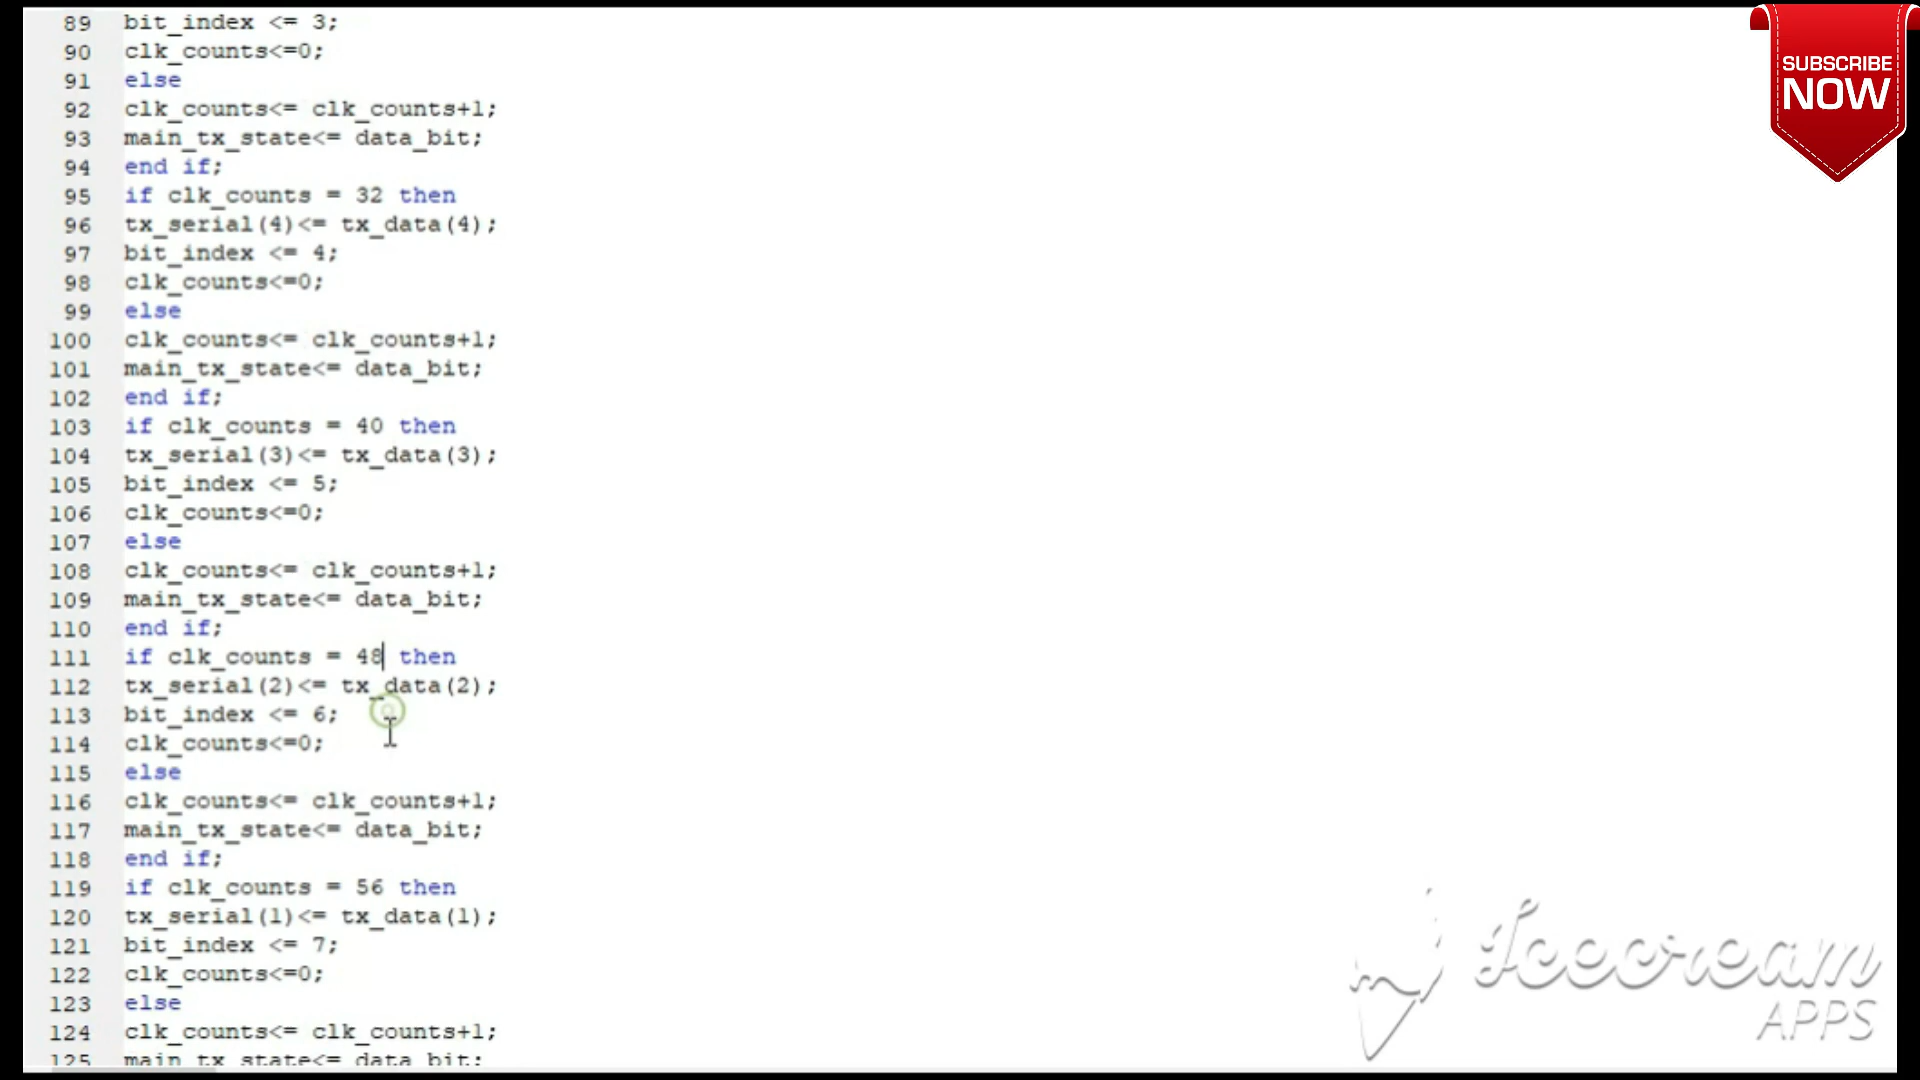 89 bit_index <= 3;
90 clk_counts<=0;
91 else
92 clk_counts<= clk_counts+1;
93 main_tx_state<= data_bit;
94 end if;
95 if clk_counts = 32 then
96 tx_serial(4)<= tx_data(4);
97 bit_index <= 4;
98 clk_counts<=0;
99 else
100 clk_counts<= clk_counts+1;
101 main_tx_state<= data_bit;
102 end if;
103 if clk_counts = 40 then
104 tx_serial(3)<= tx_data(3);
105 bit_index <= 5;
106 clk_counts<=0;
107 else
108 clk_counts<= clk_counts+1;
109 main_tx_state<= data_bit;
110 end if;
111 if clk_counts = 48 then
112 tx_serial(2)<= tx_data(2);
113 bit_index <= 6;
114 clk_counts<=0;
115 else
116 clk_counts<= clk_counts+1;
117 main_tx_state<= data_bit;
118 end if;
119 if clk_counts = 56 then
120 tx_serial(1)<= tx_data(1);
121 bit_index <= 7;
122 clk_counts<=0;
123 else
124 clk_counts<= clk_counts+1;
125 main_tx_state<= data_bit;
SUBSCRIBE
NOW
Icecream
APPS